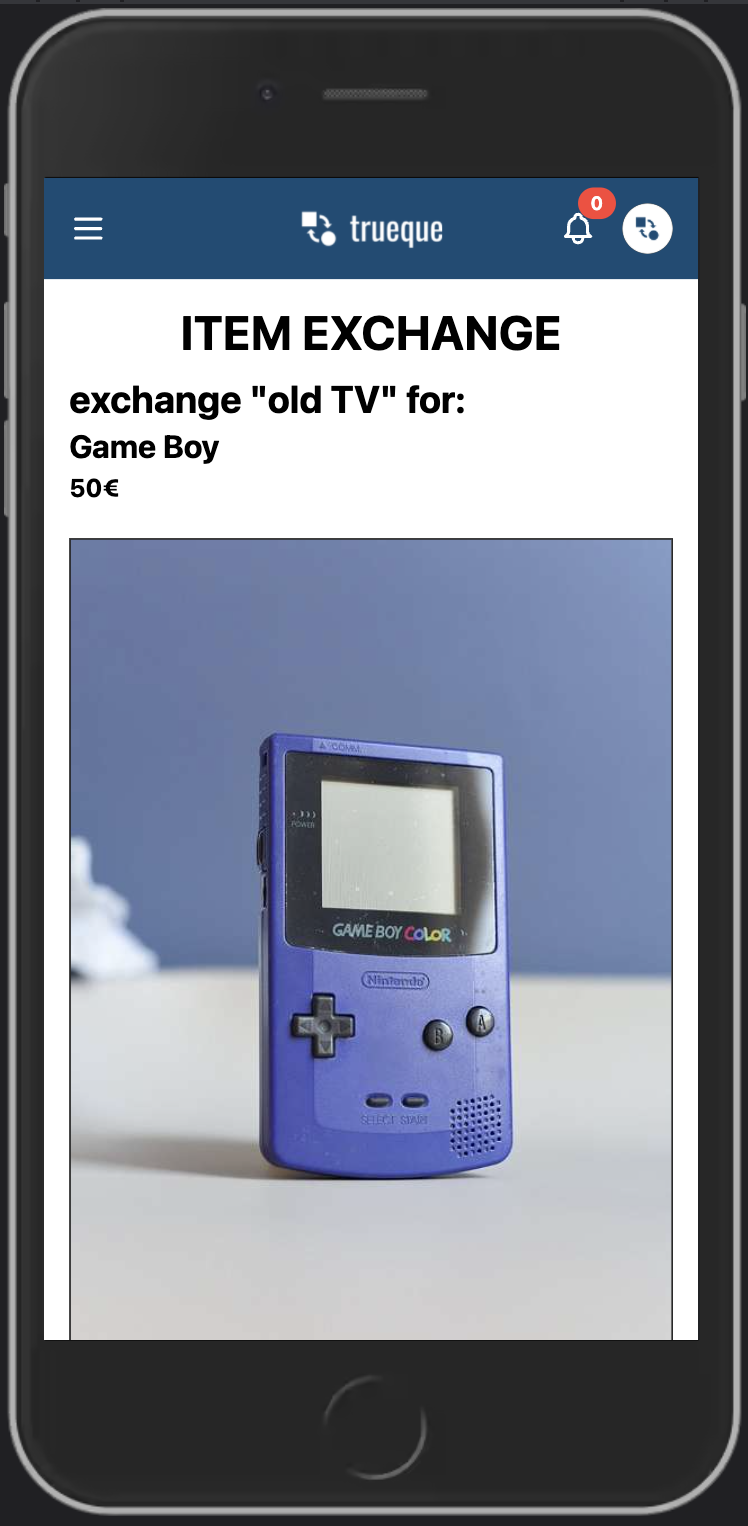 0
trueque
ITEM EXCHANGE
exchange "old TV" for:
Game Boy
50€
COMM.
POWER
GAME BOY COLOR
Nintendo
B A
SELECT START